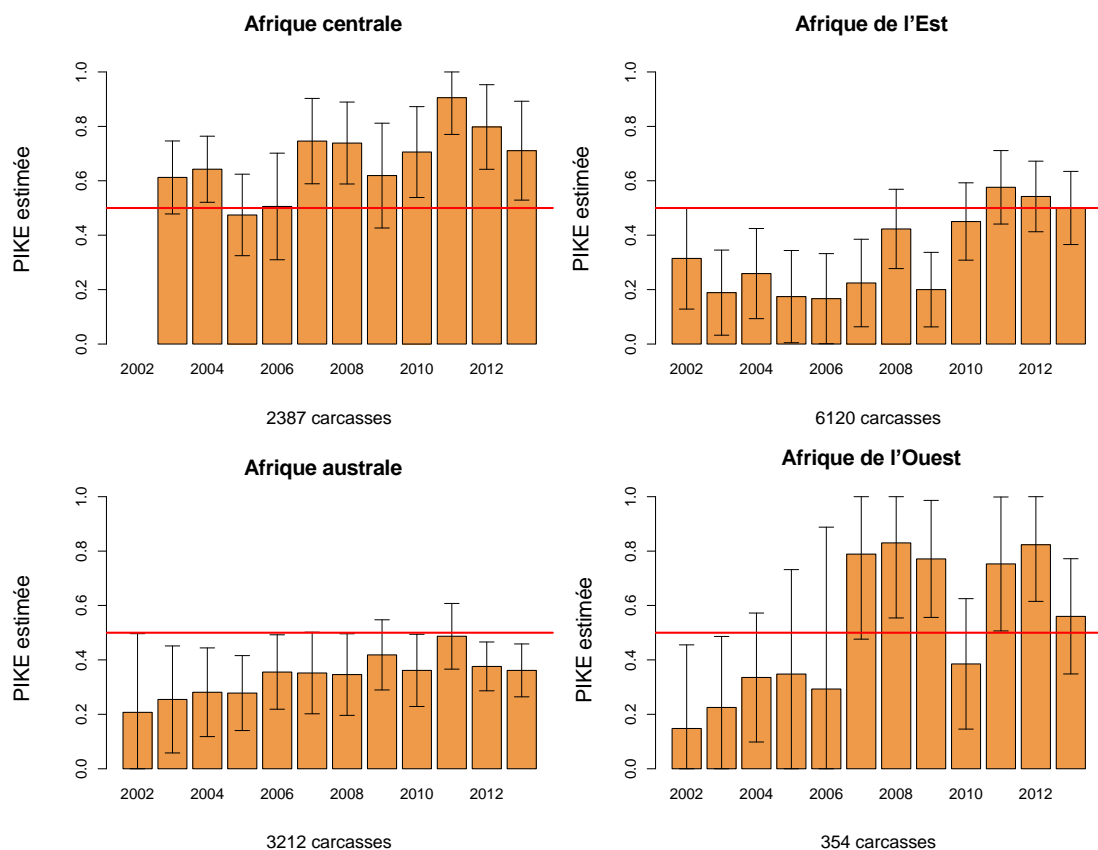 Afrique centrale
PIKE estimée
0.0 0.2 0.4 0.6 0.8 1.0
2002 2004 2006 2008 2010 2012
2387 carcasses
Afrique de l’Est
PIKE estimée
0.0 0.2 0.4 0.6 0.8 1.0
2002 2004 2006 2008 2010 2012
6120 carcasses
Afrique australe
PIKE estimée
0.0 0.2 0.4 0.6 0.8 1.0
2002 2004 2006 2008 2010 2012
3212 carcasses
Afrique de l’Ouest
PIKE estimée
0.0 0.2 0.4 0.6 0.8 1.0
2002 2004 2006 2008 2010 2012
354 carcasses